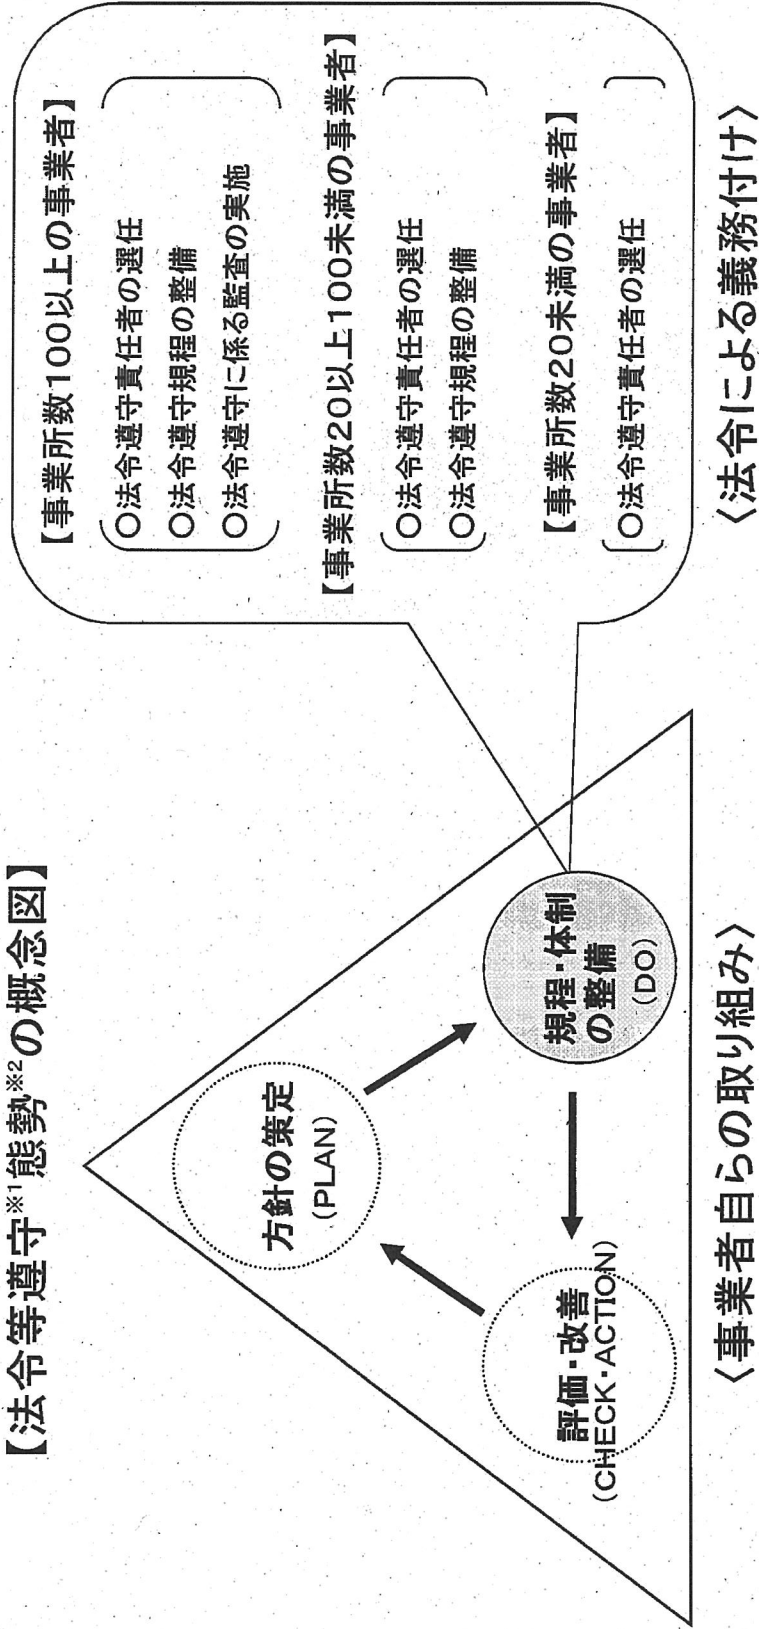 【法令等遵守※1態勢※2の概念図】
方針の策定
(PLAN)
規程・体制
の整備
(DO)
評価・改善
(CHECK・ACTION)
〈事業者自らの取り組み〉
【事業所数100以上の事業者】
○法令遵守責任者の選任
○法令遵守規程の整備
○法令遵守に係る監査の実施
【事業所数20以上100未満の事業者】
○法令遵守責任者の選任
○法令遵守規程の整備
【事業所数20未満の事業者】
○法令遵守責任者の選任
〈法令による義務付け〉